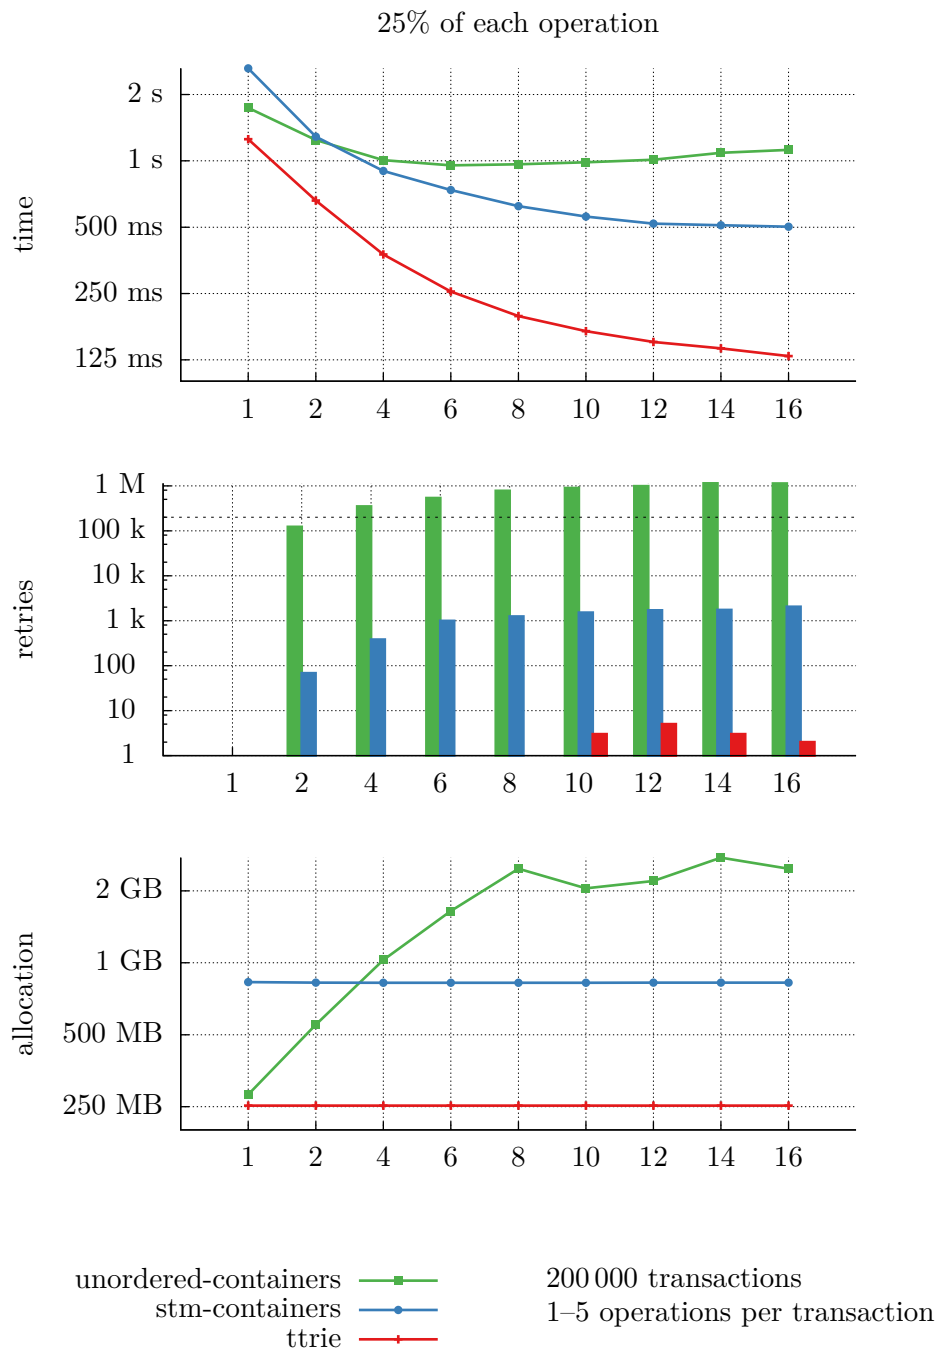 25% of each operation
time
2 s
1 s
500 ms
250 ms
125 ms
1 2 4 6 8 10 12 14 16
retries
1 M
100 k
10 k
1 k
100
10
1
1 2 4 6 8 10 12 14 16
allocation
2 GB
1 GB
500 MB
250 MB
1 2 4 6 8 10 12 14 16
unordered-containers
stm-containers
ttrie
200 000 transactions
1–5 operations per transaction